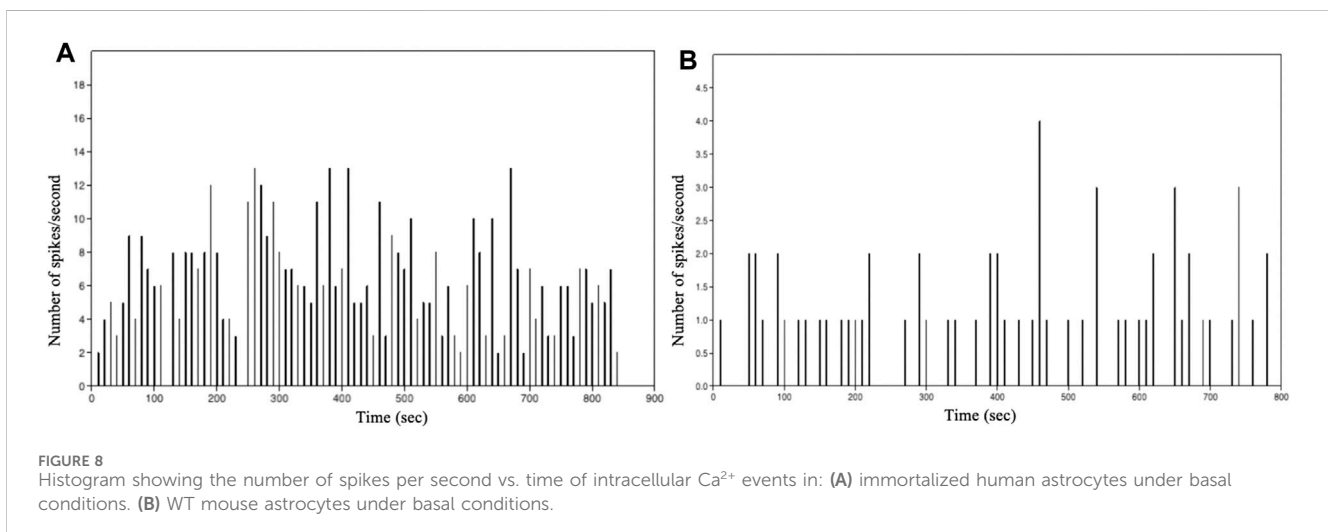 A
Number of spikes/second
18
16
14
12
10
8
6
4
2
0
0 100 200 300 400 500 600 700 800 900
Time (sec)
B
Number of spikes/second
4.5
4.0
3.5
3.0
2.5
2.0
1.5
1.0
0.5
0.0
0 100 200 300 400 500 600 700 800
Time (sec)
FIGURE 8
Histogram showing the number of spikes per second vs. time of intracellular Ca²⁺ events in: (A) immortalized human astrocytes under basal
conditions. (B) WT mouse astrocytes under basal conditions.